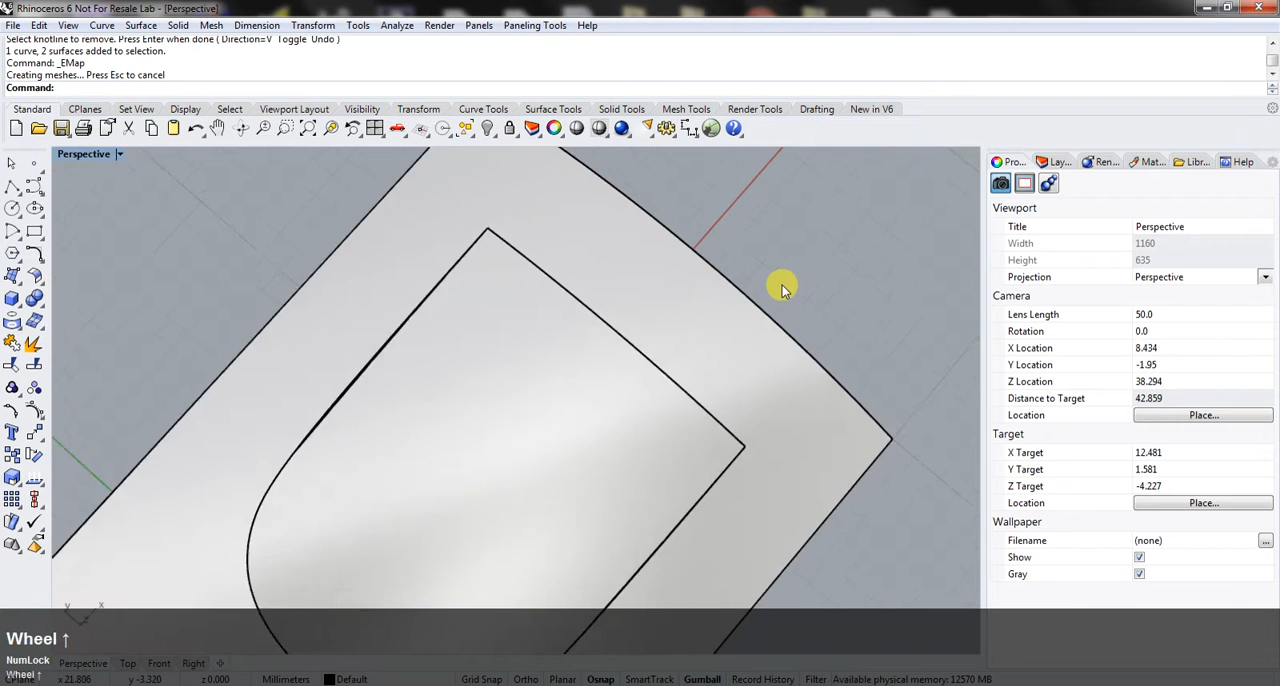 Rhinoceros 6 Not For Resale Lab - [Perspective]
File Edit View Curve Surface Solid Mesh Dimension Transform Tools Analyze Render Panels Paneling Tools Help
Select knotline to remove. Press Enter when done ( Direction=V Toggle Undo )
1 curve, 2 surfaces added to selection.
Command: _EMap
Creating meshes... Press Esc to cancel
Command:
Standard CPlanes Set View Display Select Viewport Layout Visibility Transform Curve Tools Surface Tools Solid Tools Mesh Tools Render Tools Drafting New in V6
Perspective
Pro... Lay... Ren... Mat... Libr... Help
Viewport
Title Perspective
Width 1160
Height 635
Projection Perspective
Camera
Lens Length 50.0
Rotation 0.0
X Location 8.434
Y Location -1.95
Z Location 38.294
Distance to Target 42.859
Location Place...
Target
X Target 12.481
Y Target 1.581
Z Target -4.227
Location Place...
Wallpaper
Filename (none) ...
Show
Gray
y x
Wheel ↑
NumLock
Wheel ↑
Perspective Top Front Right
CPlane x 21.806 y -3.320 z 0.000 Millimeters Default Grid Snap Ortho Planar Osnap SmartTrack Gumball Record History Filter Available physical memory: 12570 MB